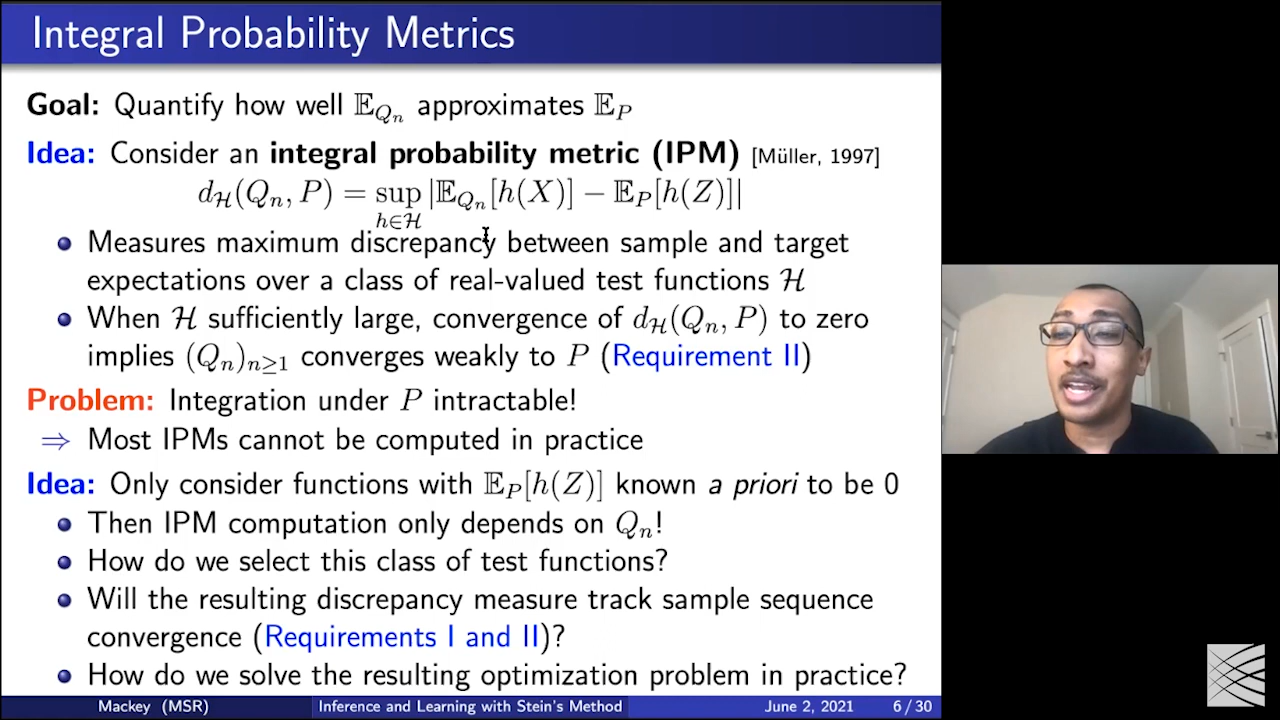 Integral Probability Metrics
Goal: Quantify how well 𝔼_{Q_n} approximates 𝔼_P
Idea: Consider an integral probability metric (IPM) [Müller, 1997]
d_ℋ(Q_n, P) = sup_{h∈ℋ} |𝔼_{Q_n}[h(X)] − 𝔼_P[h(Z)]|
• Measures maximum discrepancy between sample and target
expectations over a class of real-valued test functions ℋ
• When ℋ sufficiently large, convergence of d_ℋ(Q_n, P) to zero
implies (Q_n)_{n≥1} converges weakly to P (Requirement II)
Problem: Integration under P intractable!
⇒ Most IPMs cannot be computed in practice
Idea: Only consider functions with 𝔼_P[h(Z)] known a priori to be 0
• Then IPM computation only depends on Q_n!
• How do we select this class of test functions?
• Will the resulting discrepancy measure track sample sequence
convergence (Requirements I and II)?
• How do we solve the resulting optimization problem in practice?
Mackey (MSR) Inference and Learning with Stein's Method June 2, 2021 6 / 30